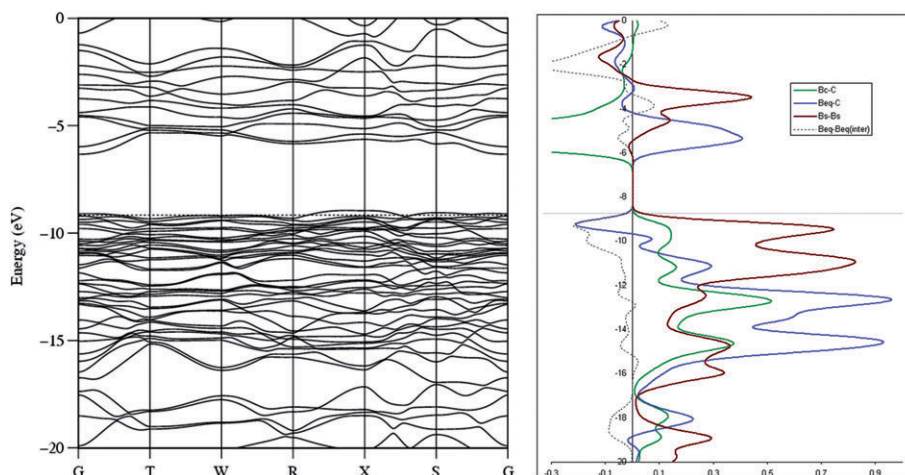 Energy (eV)
0
−5
−10
−15
−20
G T W R X S G
0
-2
-4
-6
-8
-10
-12
-14
-16
-18
20
-0.3 -0.1 0.1 0.3 0.5 0.7 0.9
Bc-C
Beq-C
Bs-Bs
Beq-Beq(inter)